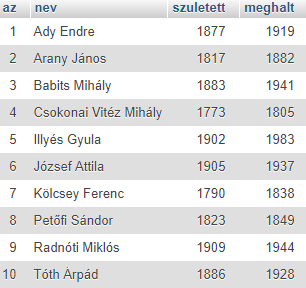 az nev szuletett meghalt
1 Ady Endre 1877 1919
2 Arany János 1817 1882
3 Babits Mihály 1883 1941
4 Csokonai Vitéz Mihály 1773 1805
5 Illyés Gyula 1902 1983
6 József Attila 1905 1937
7 Kölcsey Ferenc 1790 1838
8 Petőfi Sándor 1823 1849
9 Radnóti Miklós 1909 1944
10 Tóth Árpád 1886 1928